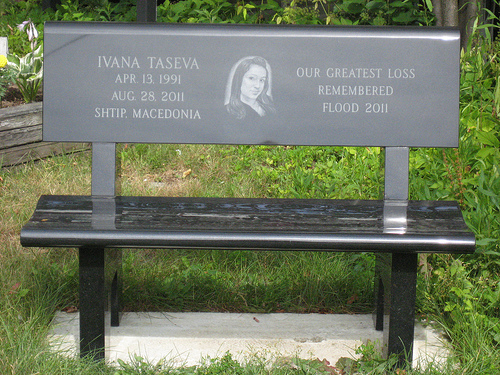 IVANA TASEVA
APR. 13. 1991
AUG. 28. 2011
SHTIP, MACEDONIA
OUR GREATEST LOSS
REMEMBERED
FLOOD 2011